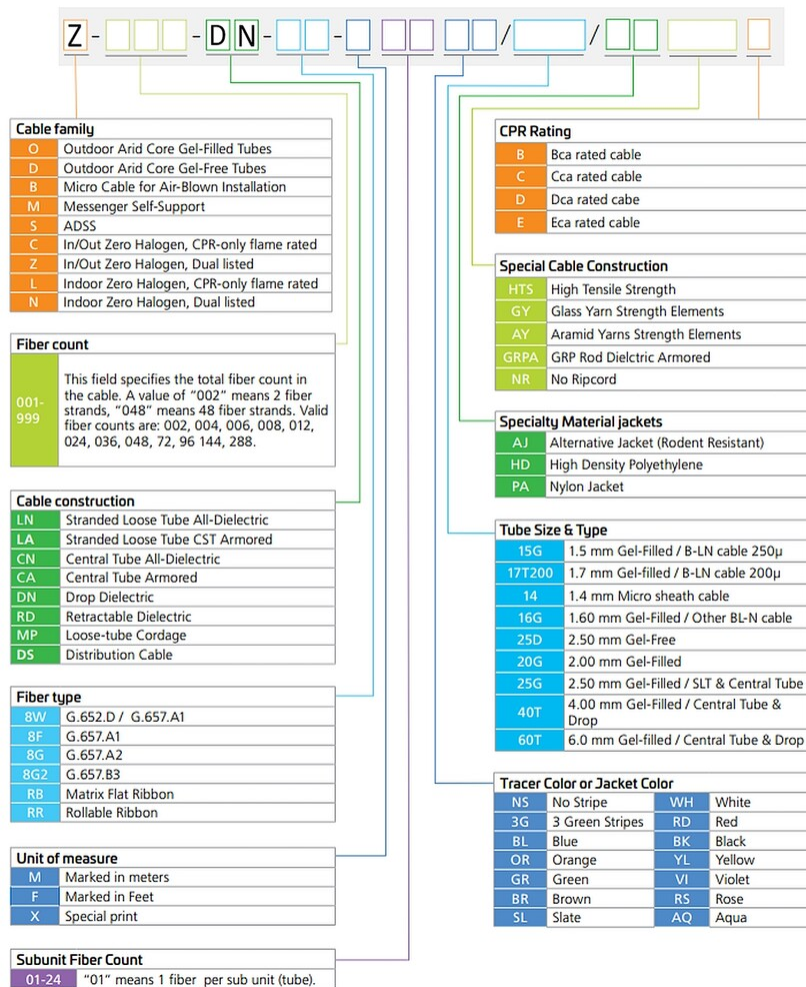 Z - - DN - - / /
Cable family
O Outdoor Arid Core Gel-Filled Tubes
D Outdoor Arid Core Gel-Free Tubes
B Micro Cable for Air-Blown Installation
M Messenger Self-Support
S ADSS
C In/Out Zero Halogen, CPR-only flame rated
Z In/Out Zero Halogen, Dual listed
L Indoor Zero Halogen, CPR-only flame rated
N Indoor Zero Halogen, Dual listed
Fiber count
001-
999
This field specifies the total fiber count in
the cable. A value of “002” means 2 fiber
strands, “048” means 48 fiber strands. Valid
fiber counts are: 002, 004, 006, 008, 012,
024, 036, 048, 72, 96 144, 288.
Cable construction
LN Stranded Loose Tube All-Dielectric
LA Stranded Loose Tube CST Armored
CN Central Tube All-Dielectric
CA Central Tube Armored
DN Drop Dielectric
RD Retractable Dielectric
MP Loose-tube Cordage
DS Distribution Cable
Fiber type
8W G.652.D / G.657.A1
8F G.657.A1
8G G.657.A2
8G2 G.657.B3
RB Matrix Flat Ribbon
RR Rollable Ribbon
Unit of measure
M Marked in meters
F Marked in Feet
X Special print
Subunit Fiber Count
01-24 “01” means 1 fiber per sub unit (tube).
CPR Rating
B Bca rated cable
C Cca rated cable
D Dca rated cabe
E Eca rated cable
Special Cable Construction
HTS High Tensile Strength
GY Glass Yarn Strength Elements
AY Aramid Yarns Strength Elements
GRPA GRP Rod Dielctric Armored
NR No Ripcord
Specialty Material jackets
AJ Alternative Jacket (Rodent Resistant)
HD High Density Polyethylene
PA Nylon Jacket
Tube Size & Type
15G 1.5 mm Gel-Filled / B-LN cable 250µ
17T200 1.7 mm Gel-filled / B-LN cable 200µ
14 1.4 mm Micro sheath cable
16G 1.60 mm Gel-Filled / Other BL-N cable
25D 2.50 mm Gel-Free
20G 2.00 mm Gel-Filled
25G 2.50 mm Gel-Filled / SLT & Central Tube
40T 4.00 mm Gel-Filled / Central Tube &
Drop
60T 6.0 mm Gel-filled / Central Tube & Drop
Tracer Color or Jacket Color
NS No Stripe WH White
3G 3 Green Stripes RD Red
BL Blue BK Black
OR Orange YL Yellow
GR Green VI Violet
BR Brown RS Rose
SL Slate AQ Aqua